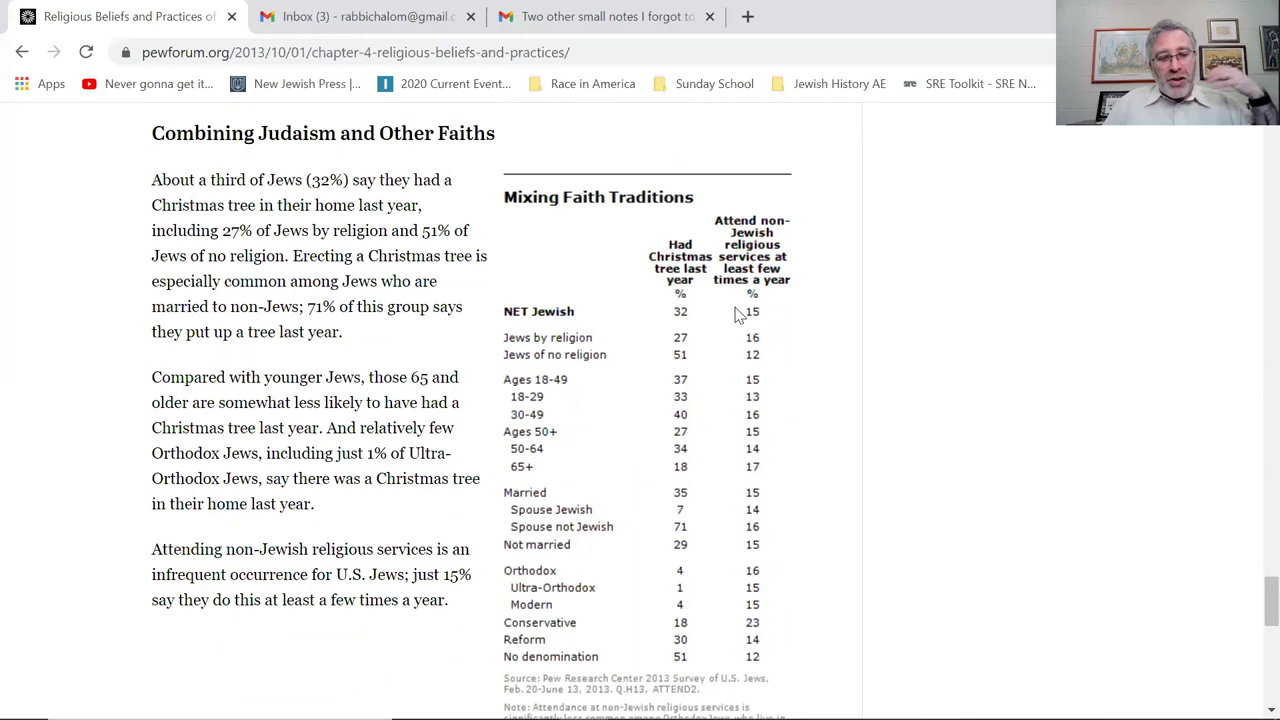 Religious Beliefs and Practices of
Inbox (3) - rabbichalom@gmail
Two other small notes I forgot to
pewforum.org/2013/10/01/chapter-4-religious-beliefs-and-practices/
Apps
Never gonna get it...
New Jewish Press |...
2020 Current Event...
Race in America
Sunday School
Jewish History AE
sre
SRE Toolkit - SRE N...
Combining Judaism and Other Faiths
About a third of Jews (32%) say they had a
Christmas tree in their home last year,
including 27% of Jews by religion and 51% of
Jews of no religion. Erecting a Christmas tree is
especially common among Jews who are
married to non-Jews; 71% of this group says
they put up a tree last year.
Compared with younger Jews, those 65 and
older are somewhat less likely to have had a
Christmas tree last year. And relatively few
Orthodox Jews, including just 1% of Ultra-
Orthodox Jews, say there was a Christmas tree
in their home last year.
Attending non-Jewish religious services is an
infrequent occurrence for U.S. Jews; just 15%
say they do this at least a few times a year.
Mixing Faith Traditions
Had
Christmas
tree last
year
Attend non-
Jewish
religious
services at
least few
times a year
% %
NET Jewish 32 15
Jews by religion 27 16
Jews of no religion 51 12
Ages 18-49 37 15
18-29 33 13
30-49 40 16
Ages 50+ 27 15
50-64 34 14
65+ 18 17
Married 35 15
Spouse Jewish 7 14
Spouse not Jewish 71 16
Not married 29 15
Orthodox 4 16
Ultra-Orthodox 1 15
Modern 4 15
Conservative 18 23
Reform 30 14
No denomination 51 12
Source: Pew Research Center 2013 Survey of U.S. Jews,
Feb. 20-June 13, 2013. Q.H13, ATTEND2.
Note: Attendance at non-Jewish religious services is
significantly less common among Orthodox Jews who live in